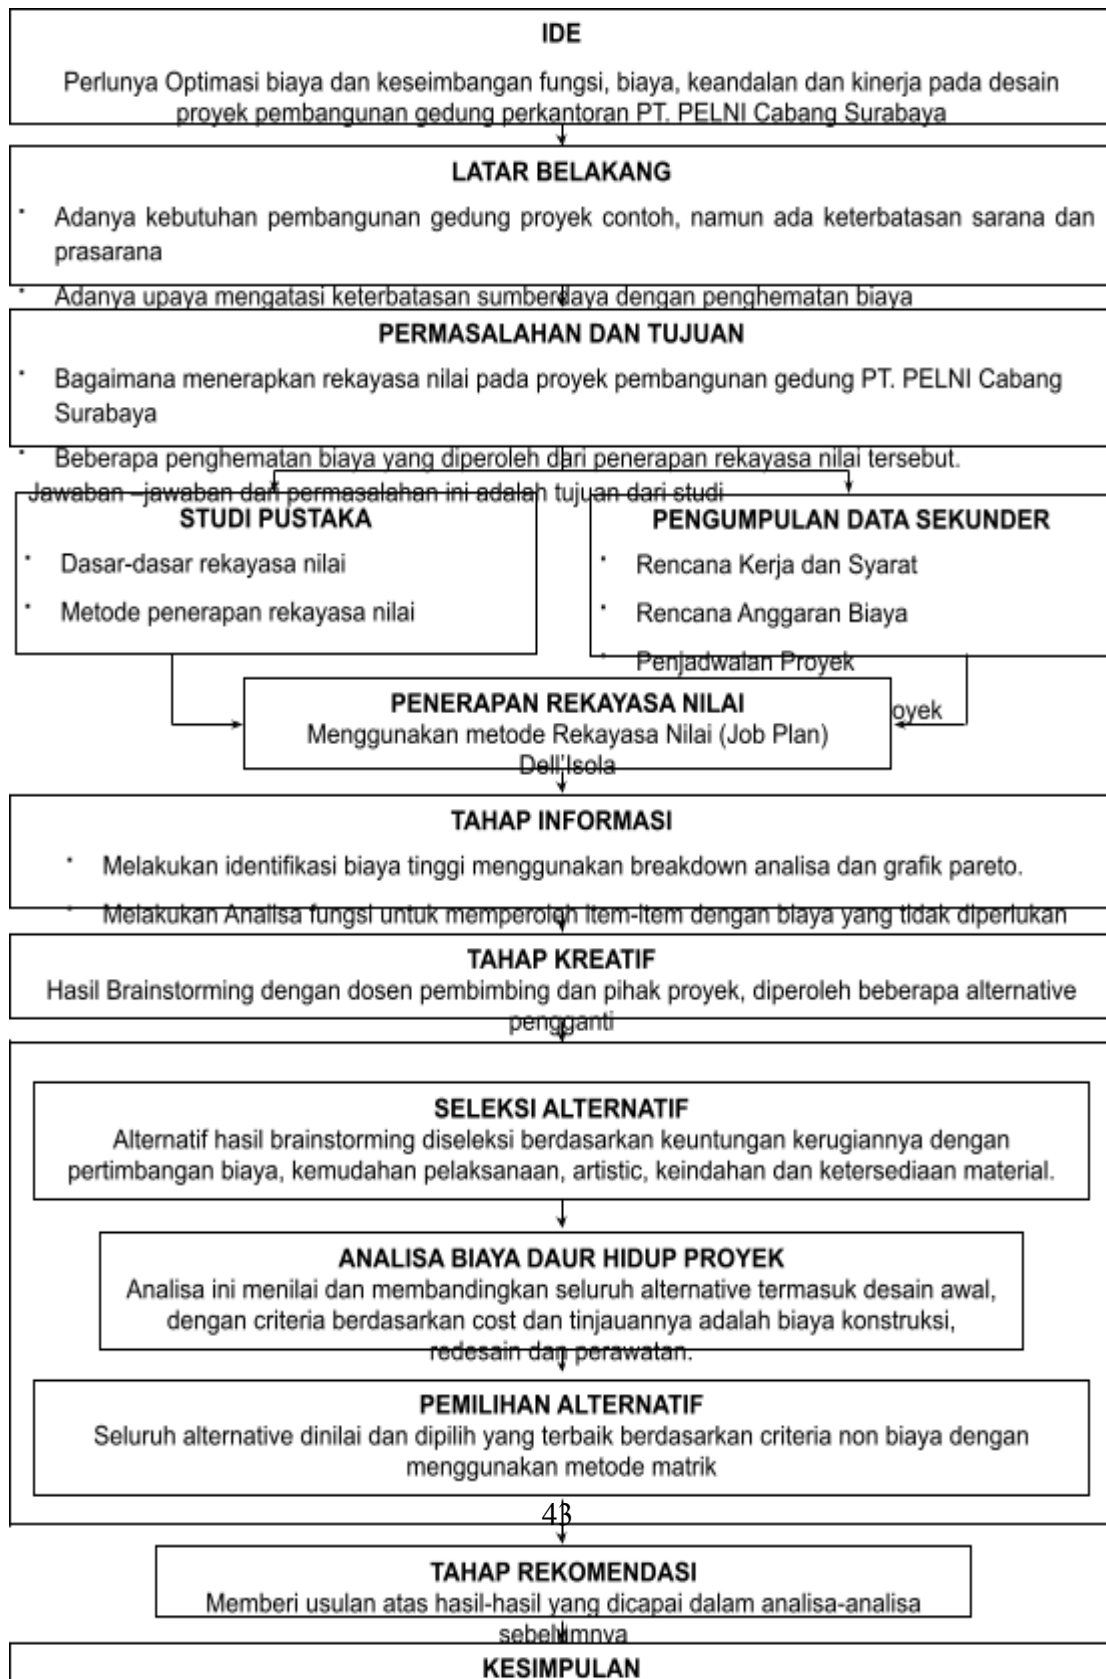 IDE
Perlunya Optimasi biaya dan keseimbangan fungsi, biaya, keandalan dan kinerja pada desain
proyek pembangunan gedung perkantoran PT. PELNI Cabang Surabaya
LATAR BELAKANG
· Adanya kebutuhan pembangunan gedung proyek contoh, namun ada keterbatasan sarana dan
prasarana
· Adanya upaya mengatasi keterbatasan sumberdaya dengan penghematan biaya
PERMASALAHAN DAN TUJUAN
· Bagaimana menerapkan rekayasa nilai pada proyek pembangunan gedung PT. PELNI Cabang
Surabaya
· Beberapa penghematan biaya yang diperoleh dari penerapan rekayasa nilai tersebut.
Jawaban –jawaban dari permasalahan ini adalah tujuan dari studi
STUDI PUSTAKA
· Dasar-dasar rekayasa nilai
· Metode penerapan rekayasa nilai
PENGUMPULAN DATA SEKUNDER
· Rencana Kerja dan Syarat
· Rencana Anggaran Biaya
· Penjadwalan Proyek
oyek
PENERAPAN REKAYASA NILAI
Menggunakan metode Rekayasa Nilai (Job Plan)
Dell'Isola
TAHAP INFORMASI
· Melakukan identifikasi biaya tinggi menggunakan breakdown analisa dan grafik pareto.
· Melakukan Analisa fungsi untuk memperoleh item-item dengan biaya yang tidak diperlukan
TAHAP KREATIF
Hasil Brainstorming dengan dosen pembimbing dan pihak proyek, diperoleh beberapa alternative
pengganti
SELEKSI ALTERNATIF
Alternatif hasil brainstorming diseleksi berdasarkan keuntungan kerugiannya dengan
pertimbangan biaya, kemudahan pelaksanaan, artistic, keindahan dan ketersediaan material.
ANALISA BIAYA DAUR HIDUP PROYEK
Analisa ini menilai dan membandingkan seluruh alternative termasuk desain awal,
dengan criteria berdasarkan cost dan tinjauannya adalah biaya konstruksi,
redesain dan perawatan.
PEMILIHAN ALTERNATIF
Seluruh alternative dinilai dan dipilih yang terbaik berdasarkan criteria non biaya dengan
menggunakan metode matrik
43
TAHAP REKOMENDASI
Memberi usulan atas hasil-hasil yang dicapai dalam analisa-analisa
sebelumnya
KESIMPULAN